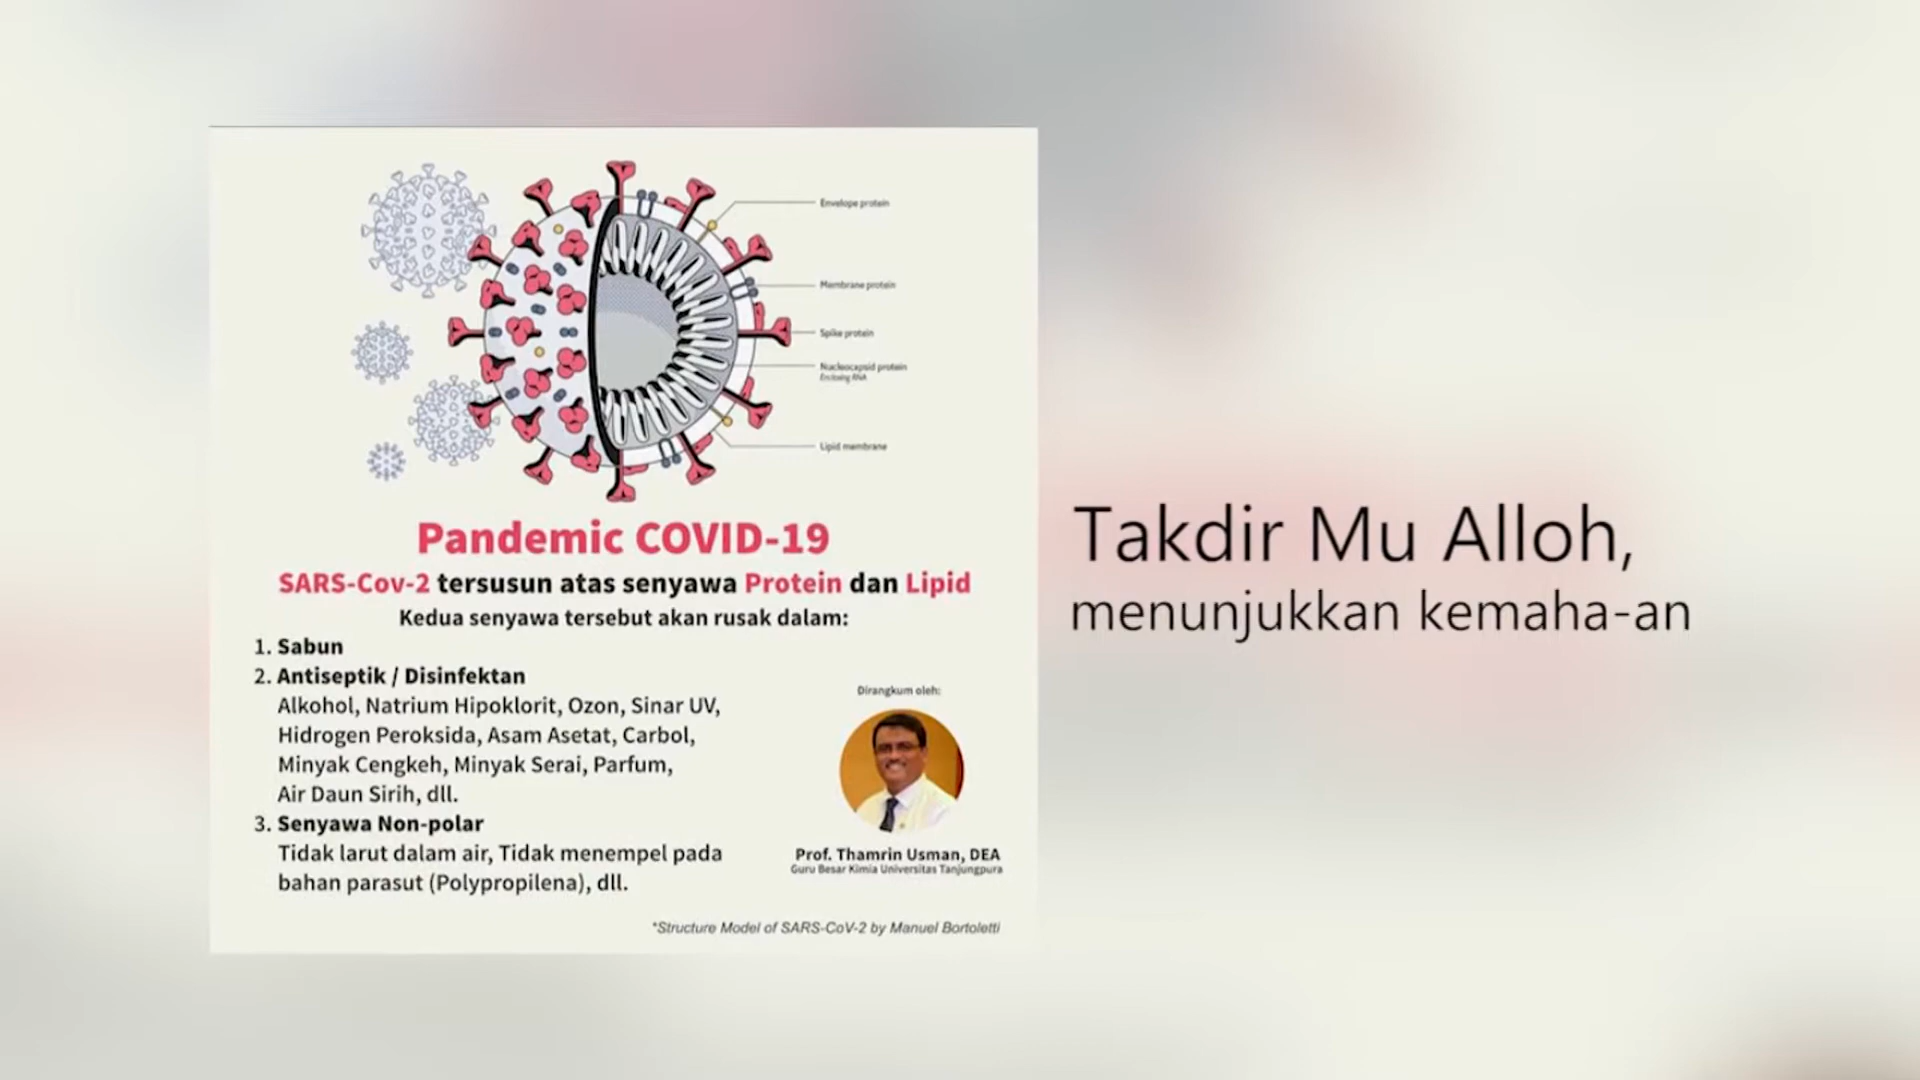 Envelope protein
Membrane protein
Spike protein
Nucleocapsid protein
Enclosing RNA
Lipid membrane
Pandemic COVID-19
SARS-Cov-2 tersusun atas senyawa Protein dan Lipid
Kedua senyawa tersebut akan rusak dalam:
1. Sabun
2. Antiseptik / Disinfektan
Alkohol, Natrium Hipoklorit, Ozon, Sinar UV,
Hidrogen Peroksida, Asam Asetat, Carbol,
Minyak Cengkeh, Minyak Serai, Parfum,
Air Daun Sirih, dll.
3. Senyawa Non-polar
Tidak larut dalam air, Tidak menempel pada
bahan parasut (Polypropilena), dll.
Dirangkum oleh:
Prof. Thamrin Usman, DEA
Guru Besar Kimia Universitas Tanjungpura
*Structure Model of SARS-CoV-2 by Manuel Bortoletti
Takdir Mu Alloh,
menunjukkan kemaha-an